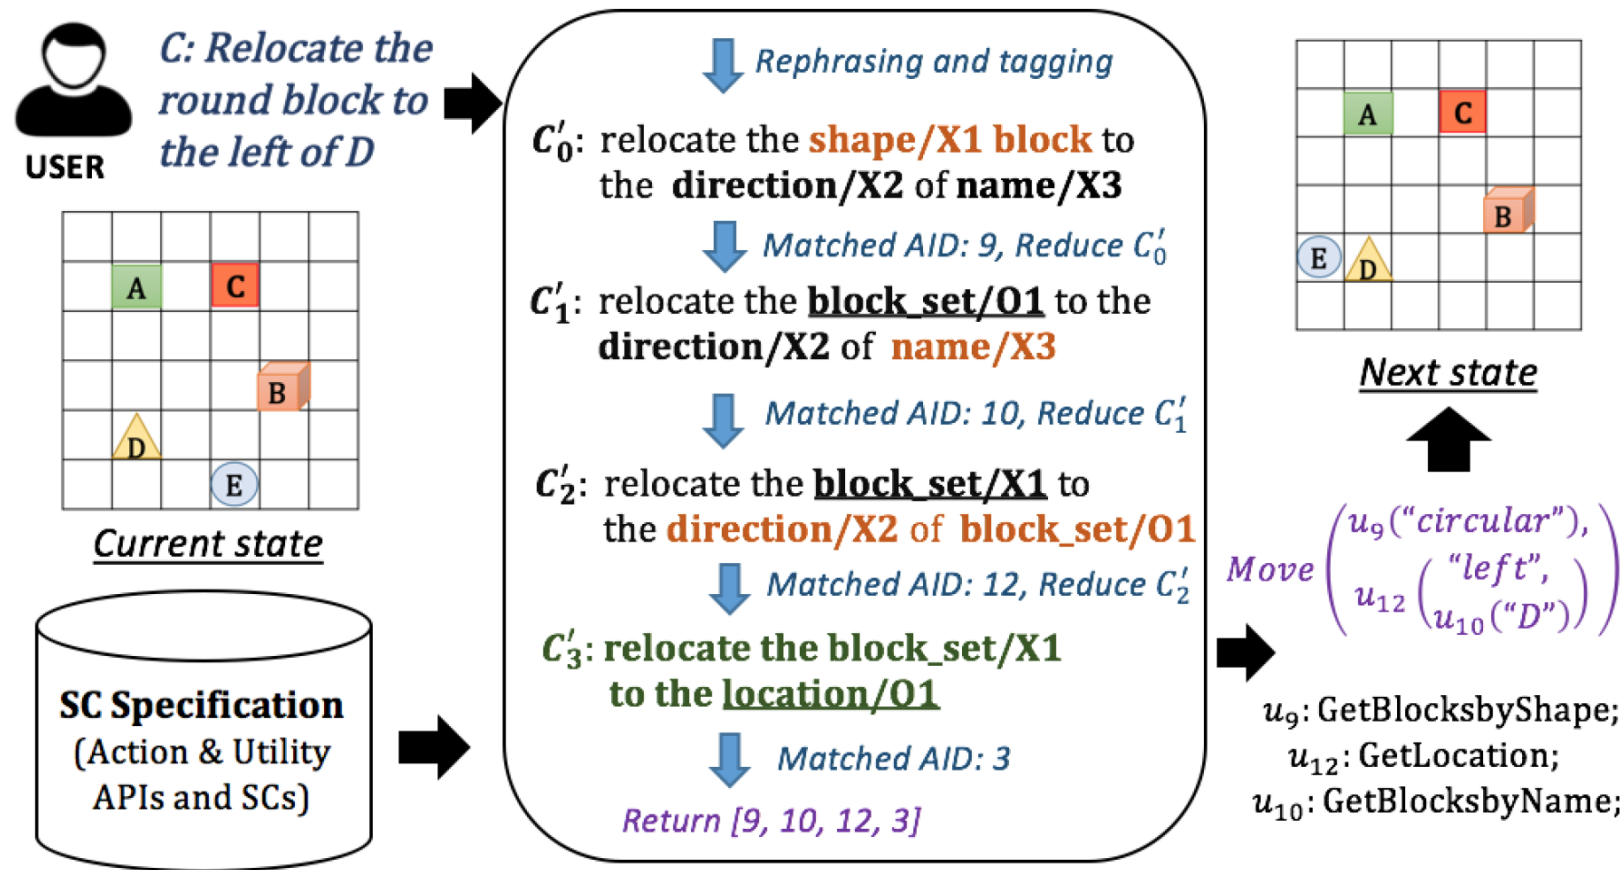 C: Relocate the
round block to
the left of D
USER
A
C
B
D
E
Current state
SC Specification
(Action & Utility
APIs and SCs)
Rephrasing and tagging
C′₀: relocate the shape/X1 block to
the direction/X2 of name/X3
Matched AID: 9, Reduce C′₀
C′₁: relocate the block_set/O1 to the
direction/X2 of name/X3
Matched AID: 10, Reduce C′₁
C′₂: relocate the block_set/X1 to
the direction/X2 of block_set/O1
Matched AID: 12, Reduce C′₂
C′₃: relocate the block_set/X1
to the location/O1
Matched AID: 3
Return [9, 10, 12, 3]
A
C
B
E
D
Next state
Move (u₉("circular"),
u₁₂ ("left",
u₁₀("D")))
u₉: GetBlocksbyShape;
u₁₂: GetLocation;
u₁₀: GetBlocksbyName;